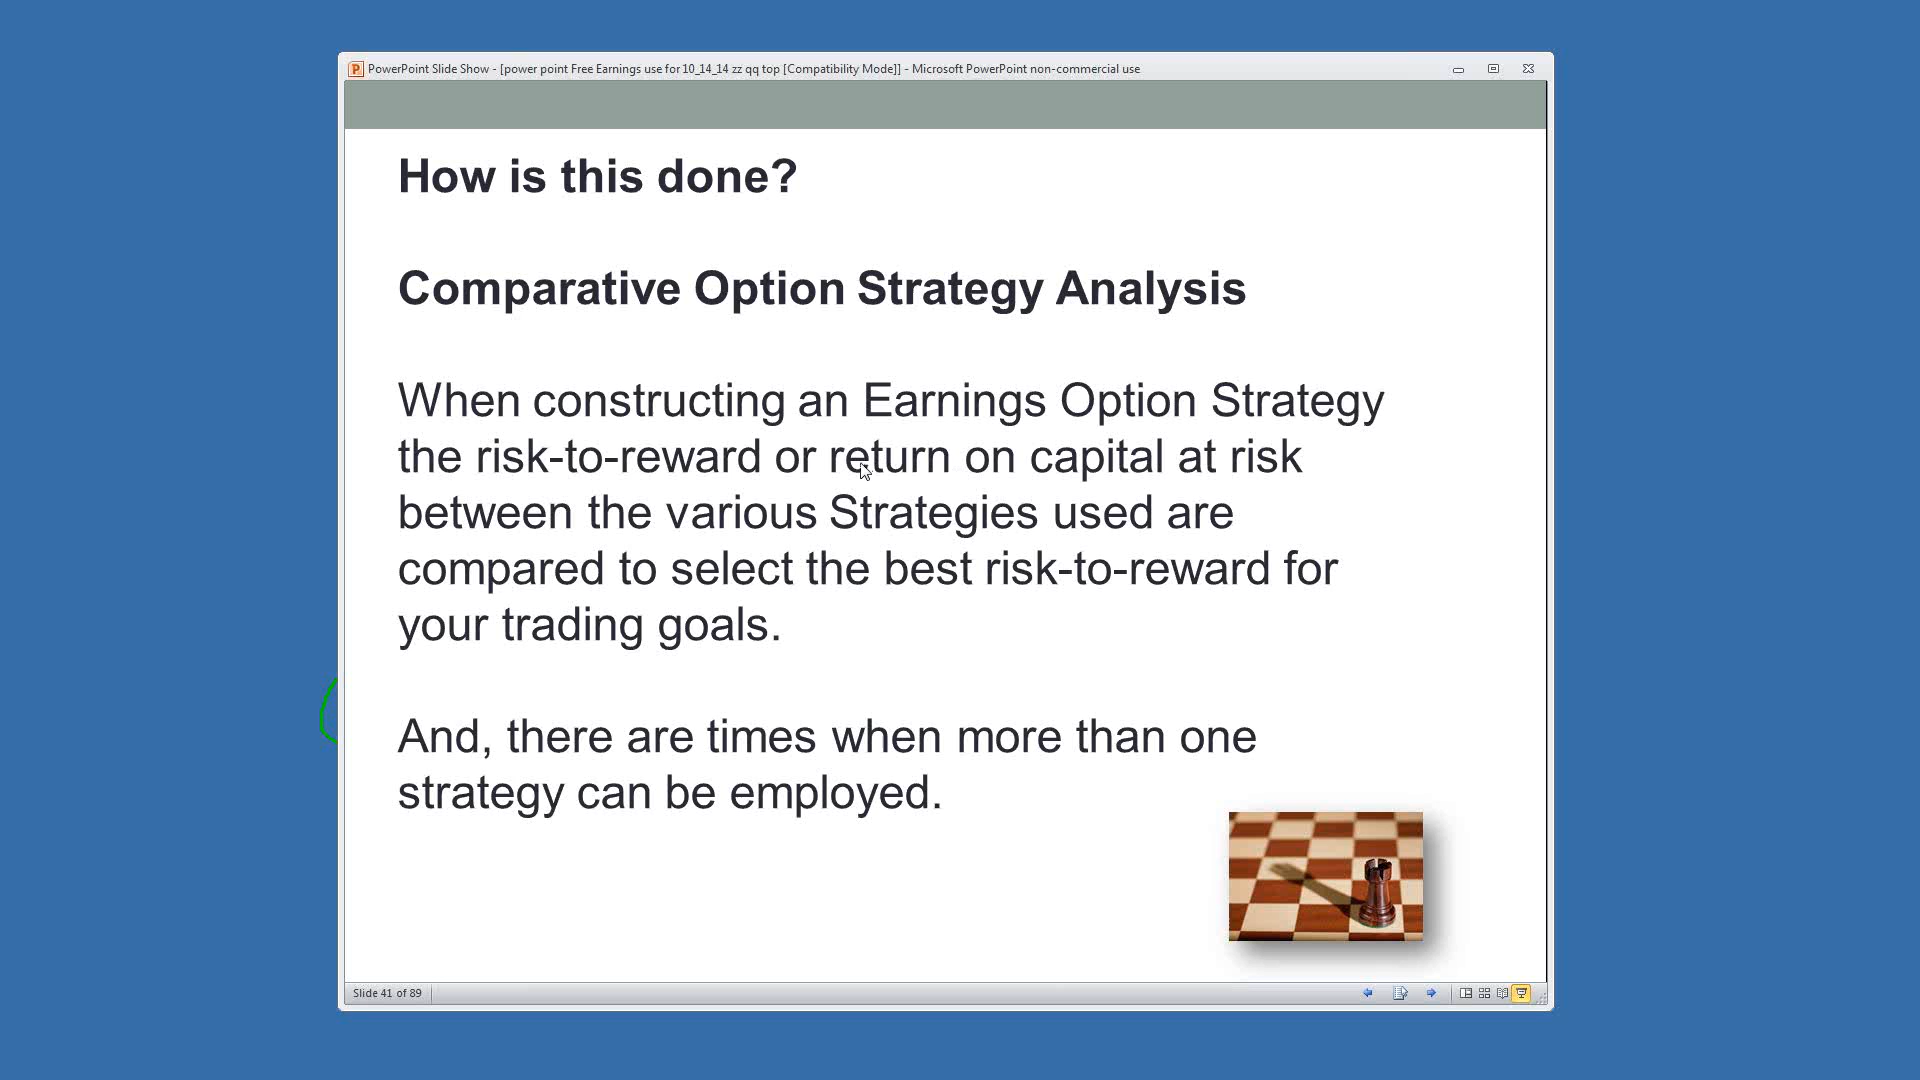 PowerPoint Slide Show - [power point Free Earnings use for 10_14_14 zz qq top [Compatibility Mode]] - Microsoft PowerPoint non-commercial use
How is this done?
Comparative Option Strategy Analysis
When constructing an Earnings Option Strategy
the risk-to-reward or return on capital at risk
between the various Strategies used are
compared to select the best risk-to-reward for
your trading goals.
And, there are times when more than one
strategy can be employed.
Slide 41 of 89